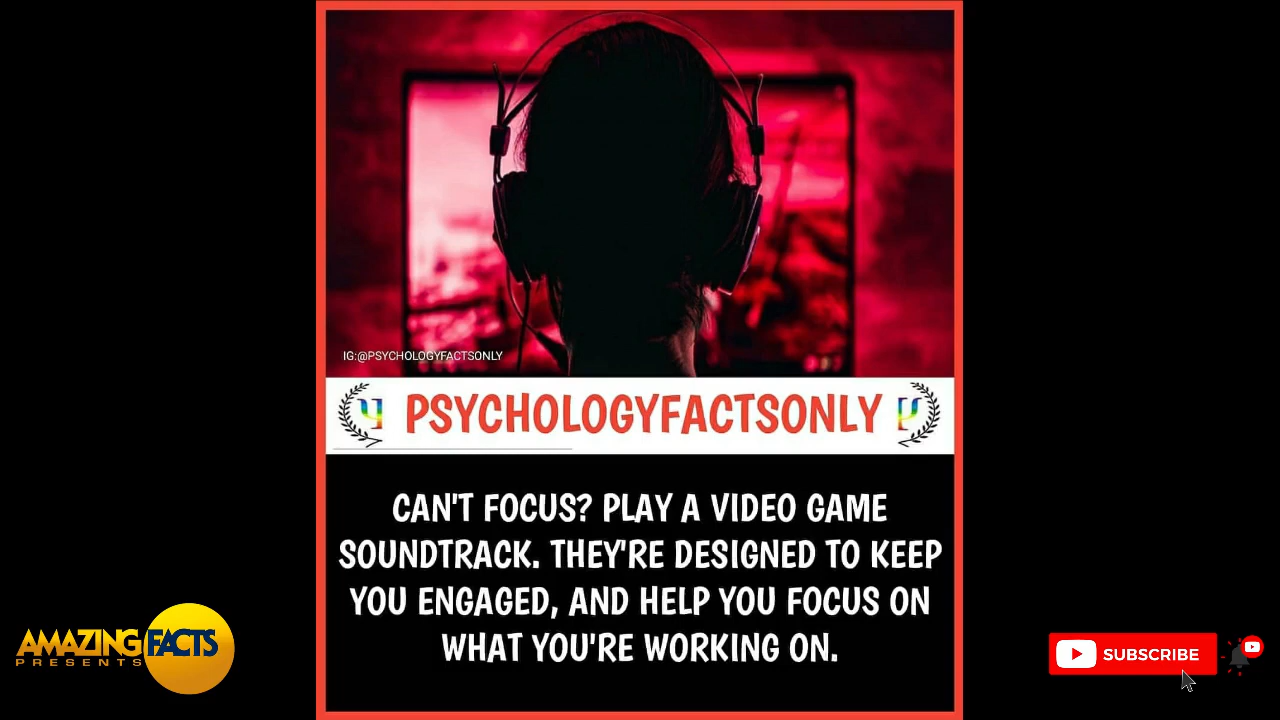 IG:@PSYCHOLOGYFACTSONLY
PSYCHOLOGYFACTSONLY
CAN'T FOCUS? PLAY A VIDEO GAME
SOUNDTRACK. THEY'RE DESIGNED TO KEEP
YOU ENGAGED, AND HELP YOU FOCUS ON
WHAT YOU'RE WORKING ON.
AMAZING FACTS
PRESENTS
SUBSCRIBE